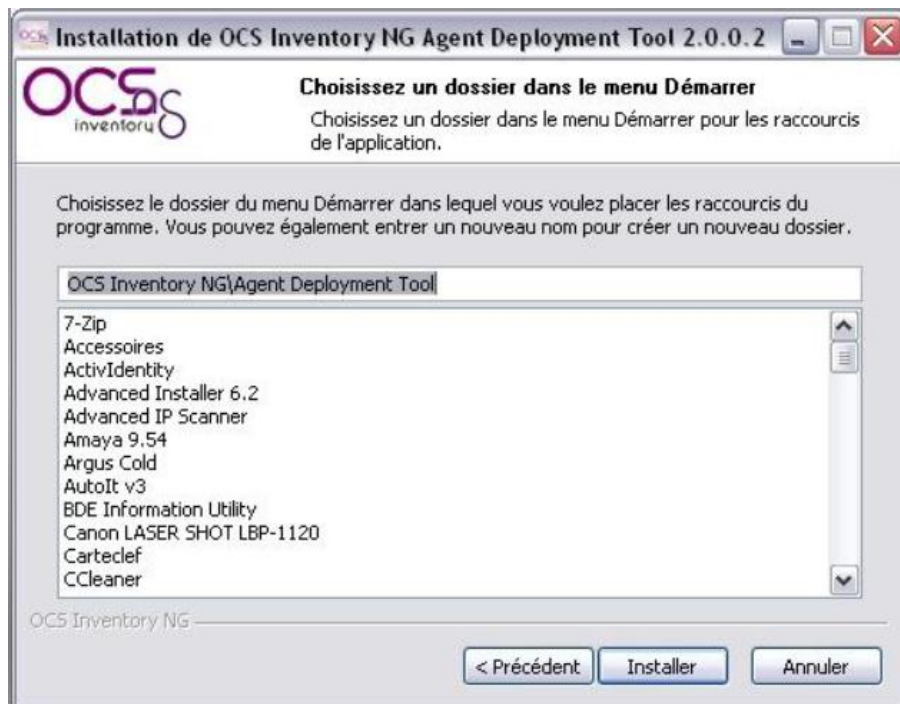 Installation de OCS Inventory NG Agent Deployment Tool 2.0.0.2
OCS
inventory
Choisissez un dossier dans le menu Démarrer
Choisissez un dossier dans le menu Démarrer pour les raccourcis
de l'application.
Choisissez le dossier du menu Démarrer dans lequel vous voulez placer les raccourcis du
programme. Vous pouvez également entrer un nouveau nom pour créer un nouveau dossier.
OCS Inventory NG\Agent Deployment Tool
7-Zip
Accessoires
ActivIdentity
Advanced Installer 6.2
Advanced IP Scanner
Amaya 9.54
Argus Cold
AutoIt v3
BDE Information Utility
Canon LASER SHOT LBP-1120
Carteclef
CCleaner
OCS Inventory NG
< Précédent
Installer
Annuler